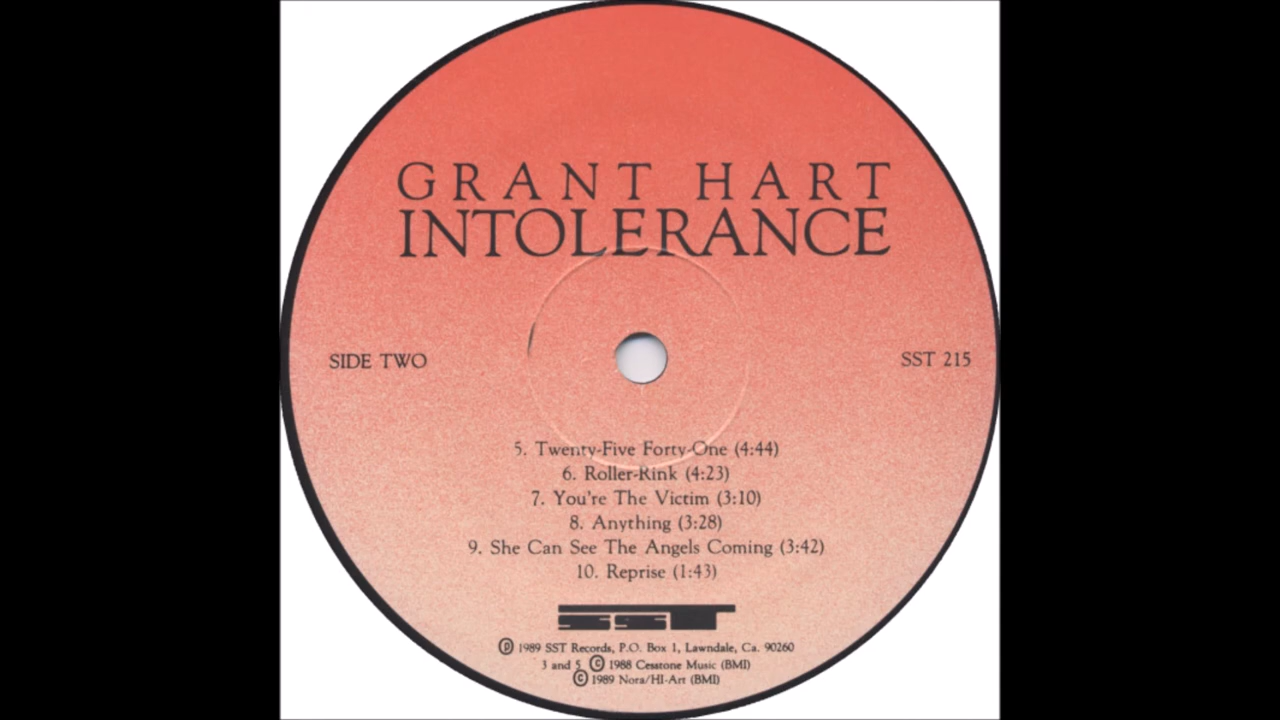 GRANT HART
INTOLERANCE
SIDE TWO
SST 215
5. Twenty-Five Forty-One (4:44)
6. Roller-Rink (4:23)
7. You're The Victim (3:10)
8. Anything (3:28)
9. She Can See The Angels Coming (3:42)
10. Reprise (1:43)
SST
℗ 1989 SST Records, P.O. Box 1, Lawndale, Ca. 90260
3 and 5 © 1988 Cesstone Music (BMI)
© 1989 Nora/HI-Art (BMI)